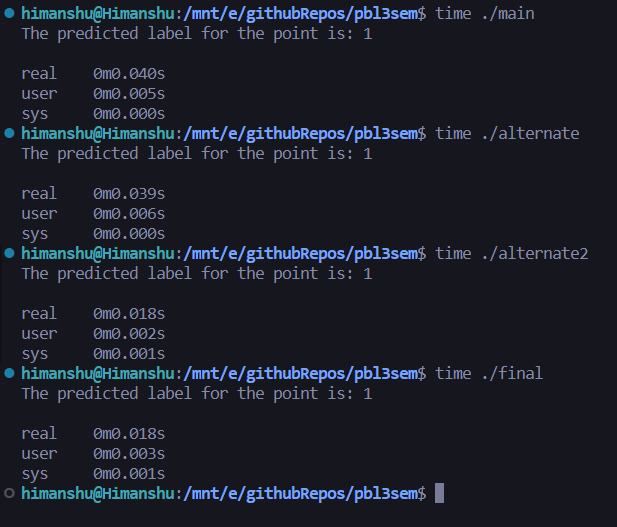 himanshu@Himanshu:/mnt/e/githubRepos/pbl3sem$ time ./main
The predicted label for the point is: 1
real 0m0.040s
user 0m0.005s
sys 0m0.000s
himanshu@Himanshu:/mnt/e/githubRepos/pbl3sem$ time ./alternate
The predicted label for the point is: 1
real 0m0.039s
user 0m0.006s
sys 0m0.000s
himanshu@Himanshu:/mnt/e/githubRepos/pbl3sem$ time ./alternate2
The predicted label for the point is: 1
real 0m0.018s
user 0m0.002s
sys 0m0.001s
himanshu@Himanshu:/mnt/e/githubRepos/pbl3sem$ time ./final
The predicted label for the point is: 1
real 0m0.018s
user 0m0.003s
sys 0m0.001s
himanshu@Himanshu:/mnt/e/githubRepos/pbl3sem$